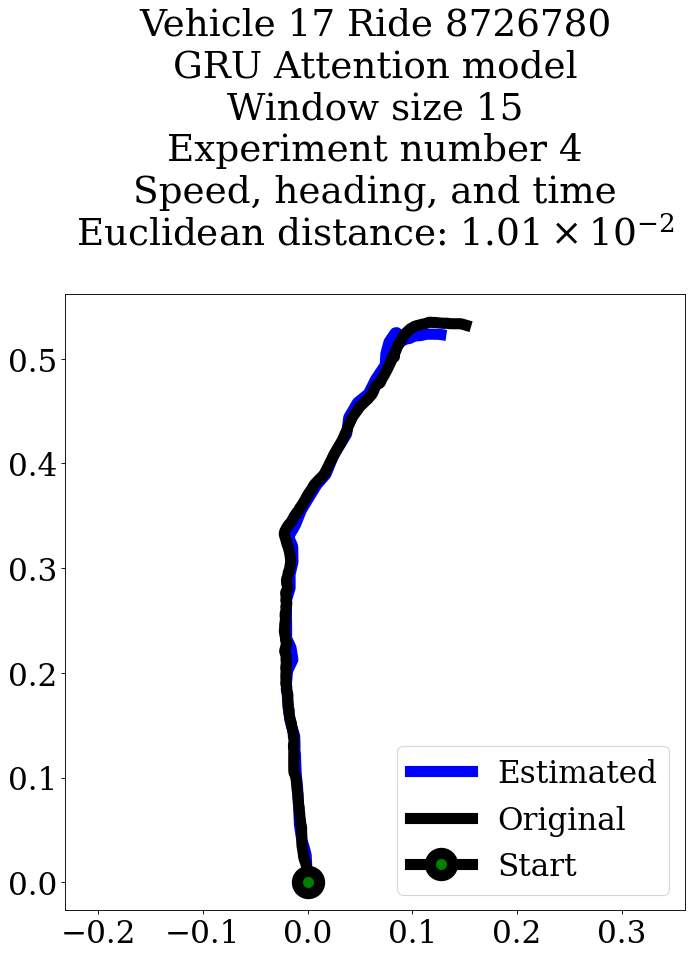 Vehicle 17 Ride 8726780
GRU Attention model
Window size 15
Experiment number 4
Speed, heading, and time
Euclidean distance: 1.01 × 10⁻²
0.5
0.4
0.3
0.2
0.1
0.0
−0.2
−0.1
0.0
0.1
0.2
0.3
Estimated
Original
Start